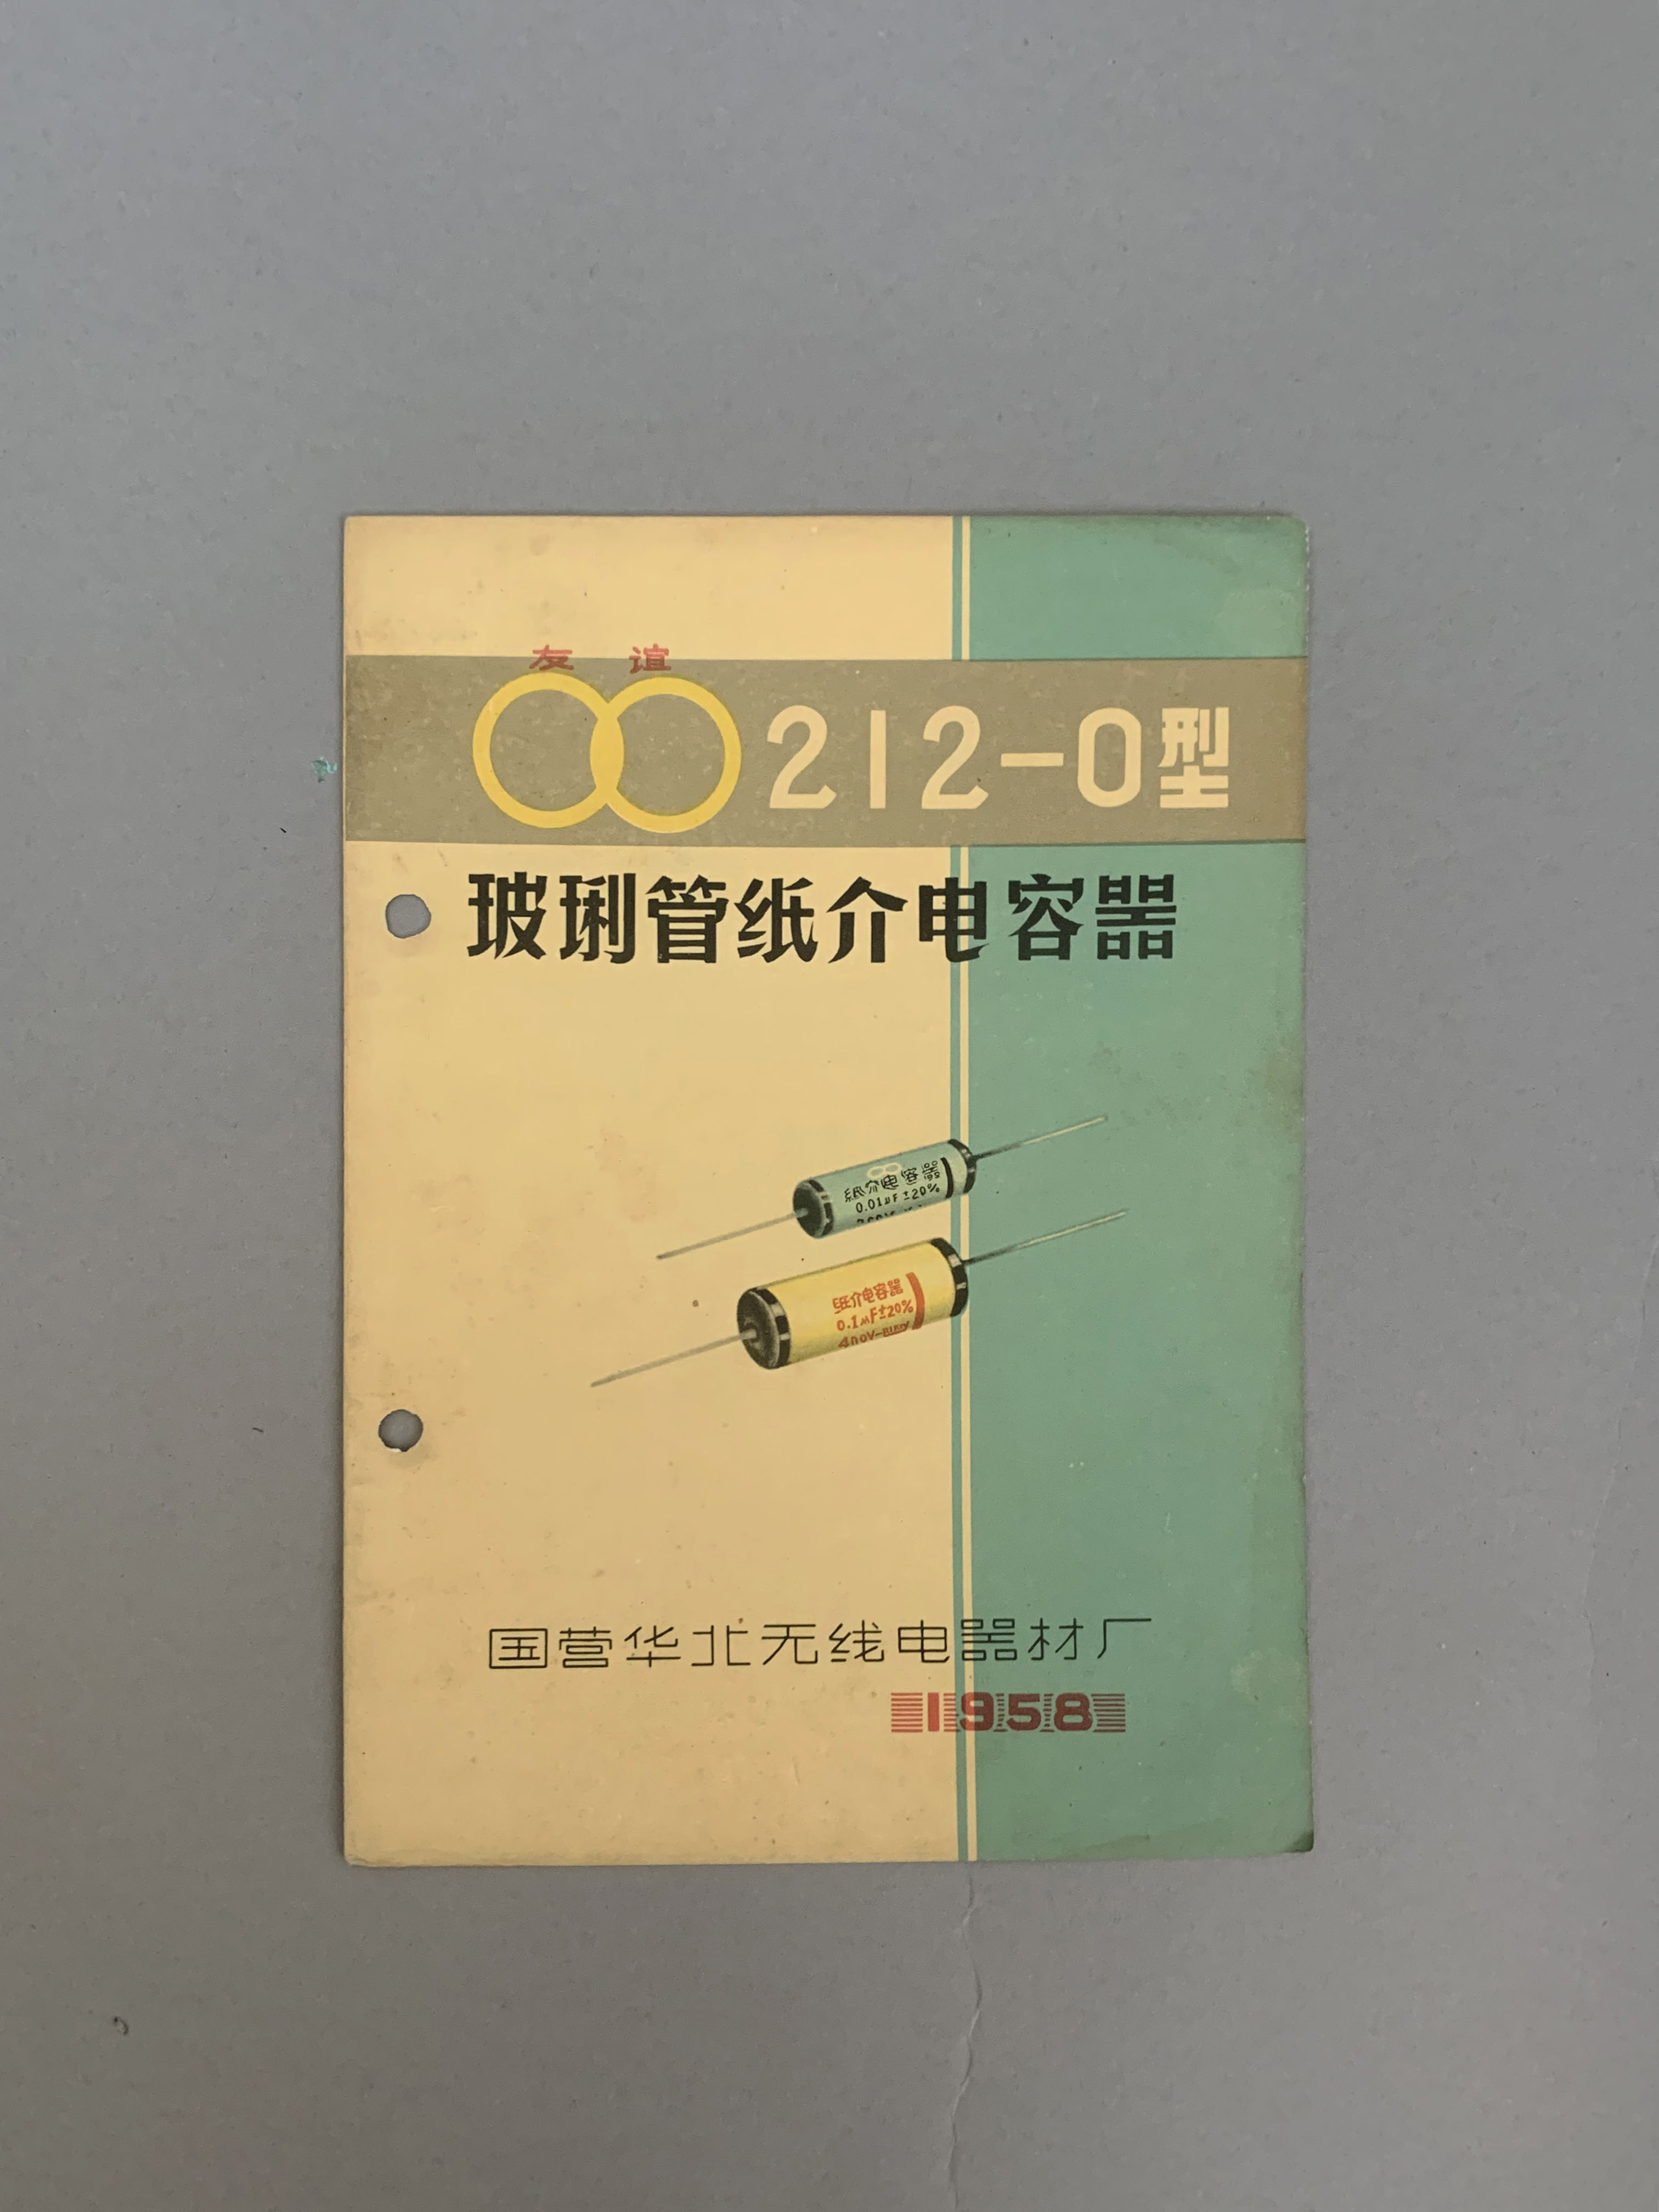 友谊
212-0型
玻琍管纸介电容器
纸介电容器
0.01μF±20%
纸介电容器
0.1μF±20%
国营华北无线电器材厂
1958